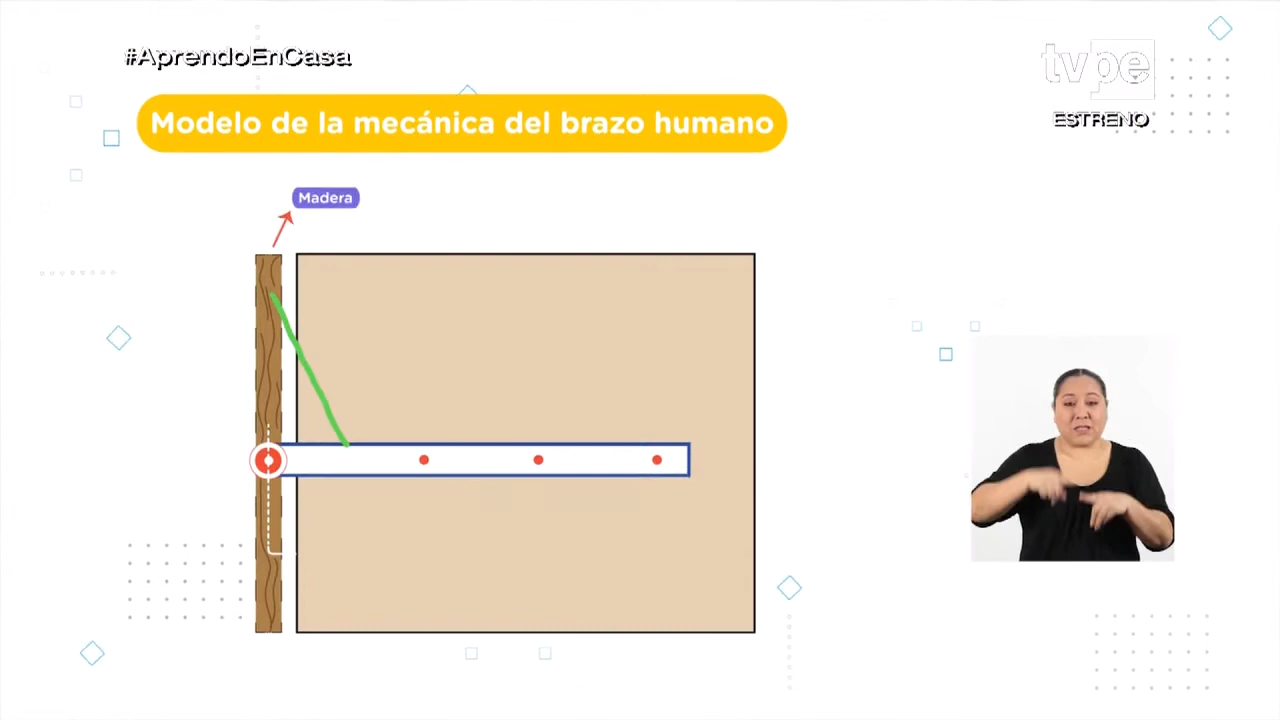 #AprendoEnCasa
tvpe
ESTRENO
Modelo de la mecánica del brazo humano
Madera